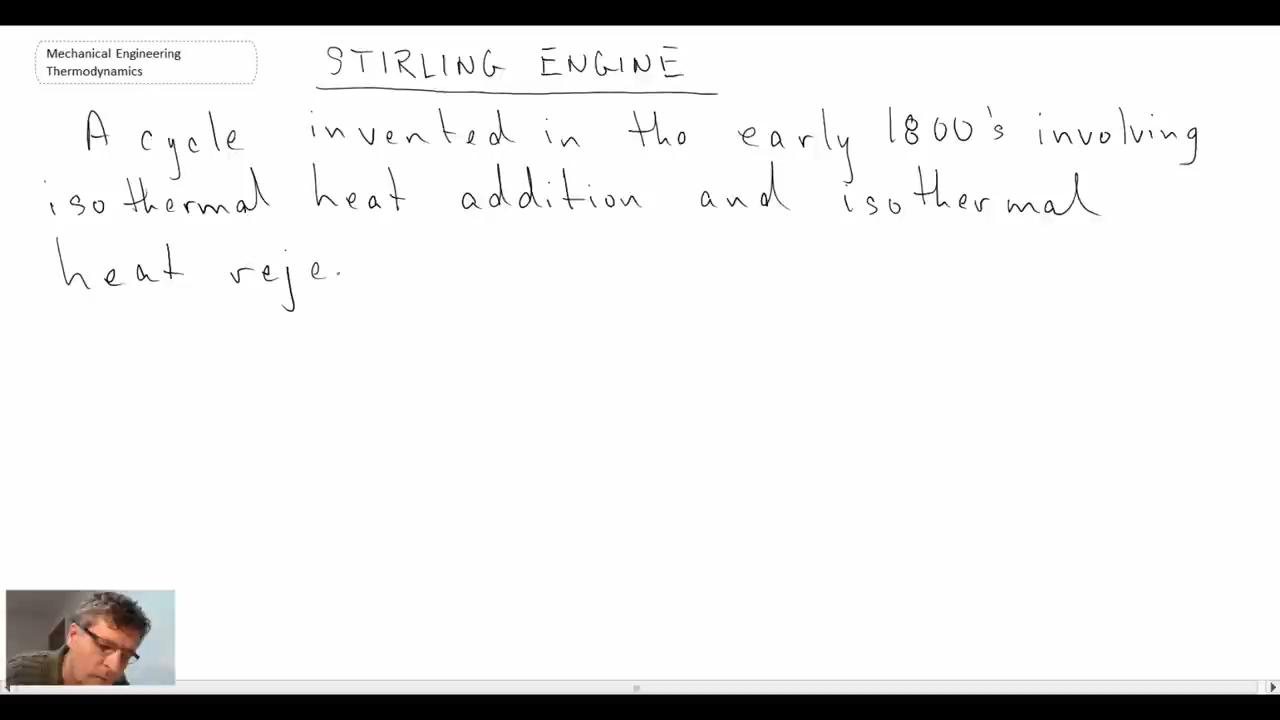 Mechanical Engineering
Thermodynamics
STIRLING ENGINE
A cycle invented in the early 1800's involving
isothermal heat addition and isothermal
heat reje